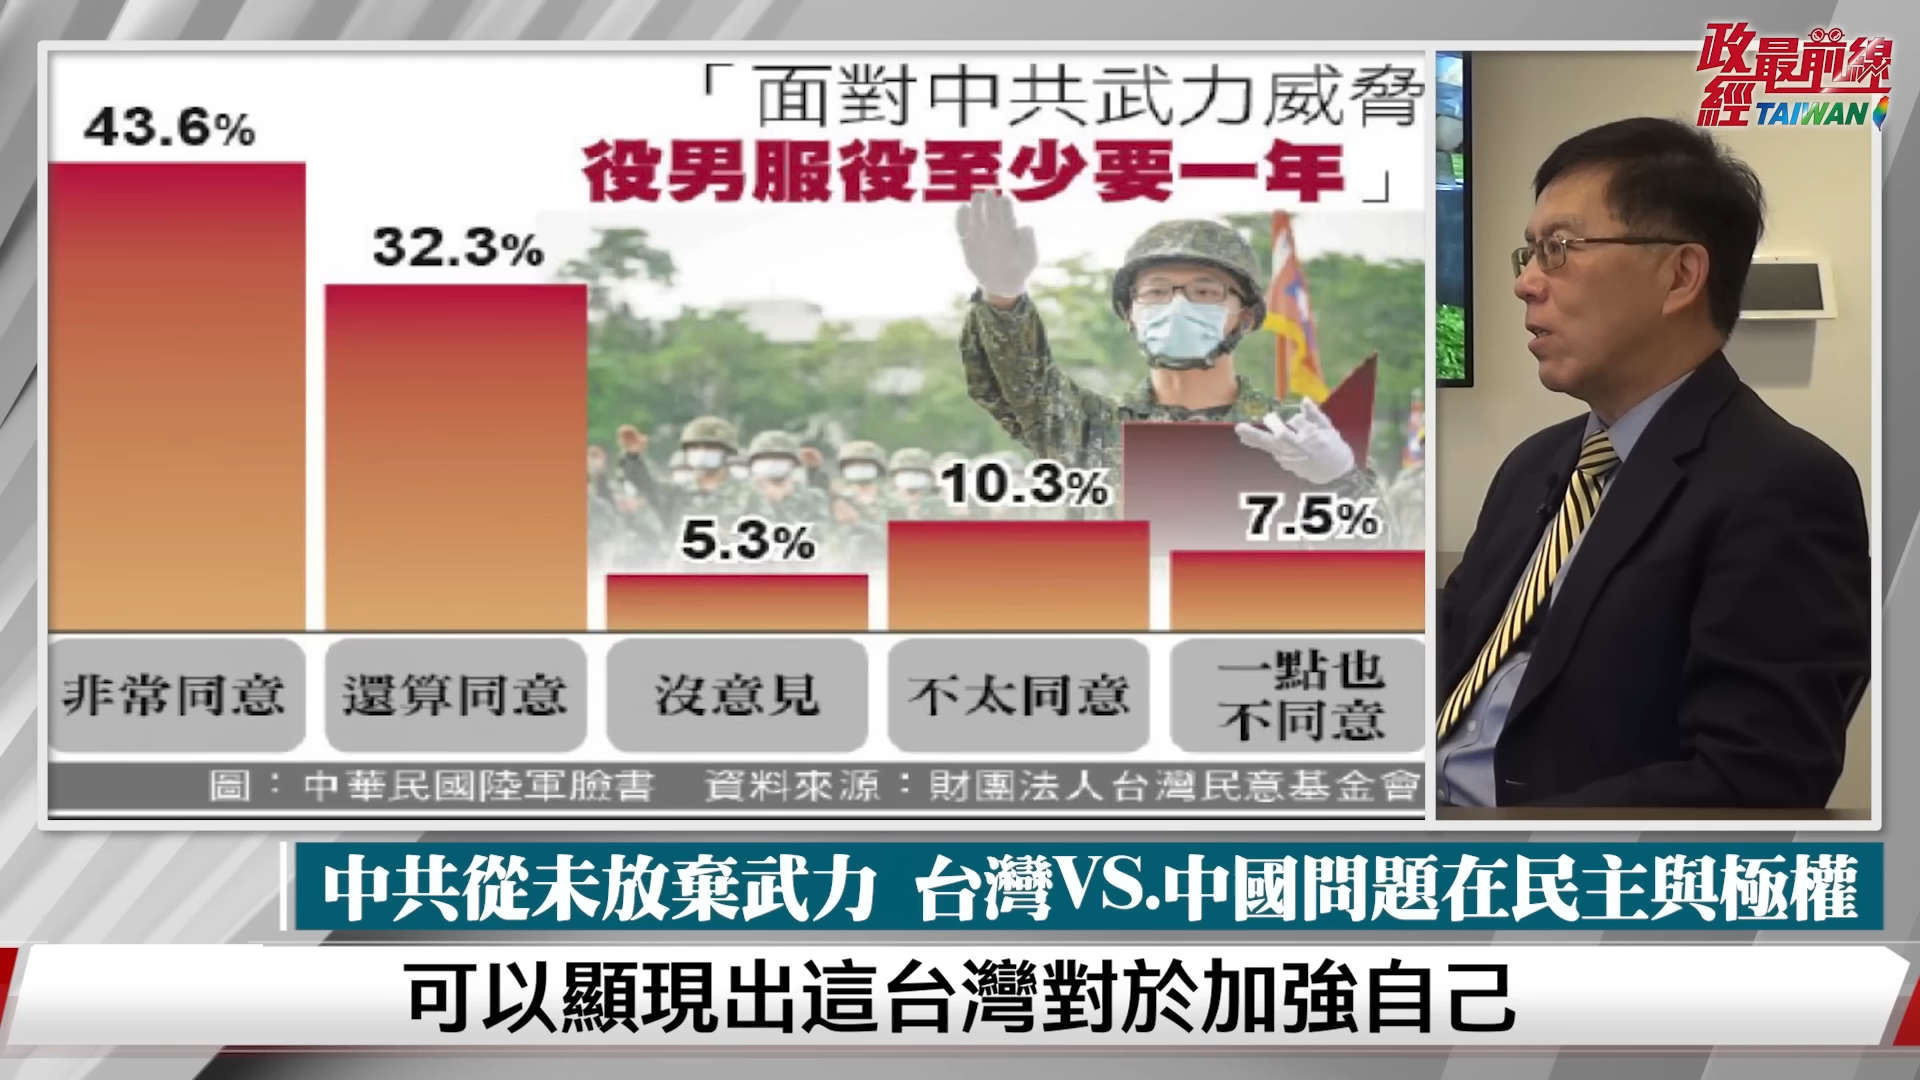 政經最前線
TAIWAN
「面對中共武力威脅
役男服役至少要一年」
43.6%
32.3%
5.3%
10.3%
7.5%
非常同意
還算同意
沒意見
不太同意
一點也
不同意
圖：中華民國陸軍臉書 資料來源：財團法人台灣民意基金會
中共從未放棄武力 台灣VS.中國問題在民主與極權
可以顯現出這台灣對於加強自己